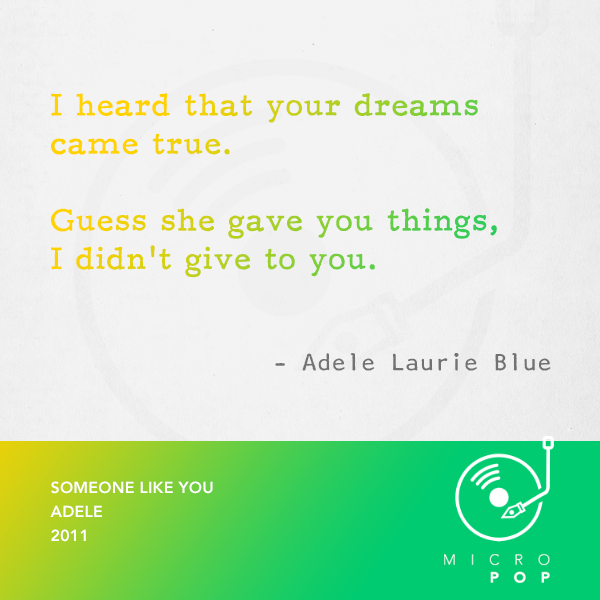 I heard that your dreams
came true.
Guess she gave you things,
I didn't give to you.
- Adele Laurie Blue
SOMEONE LIKE YOU
ADELE
2011
MICRO
POP